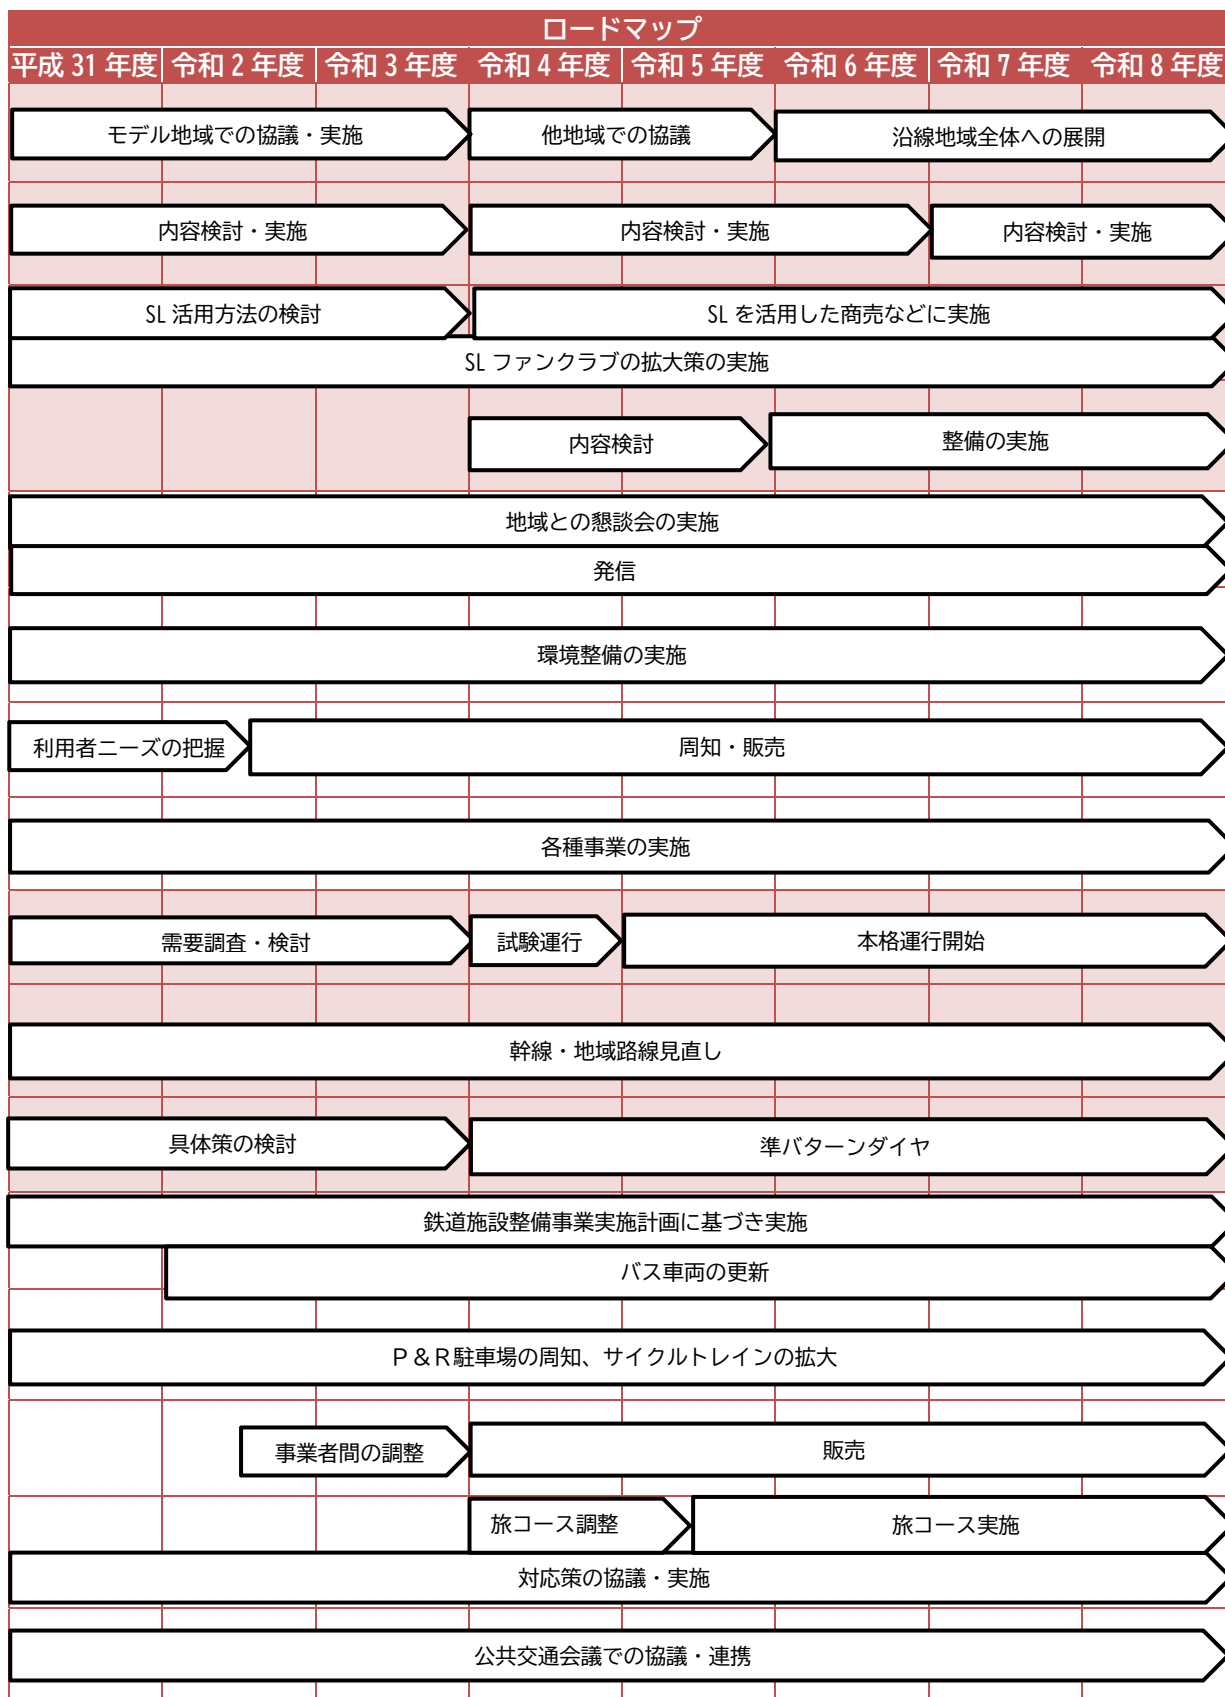 ロードマップ
平成 31 年度 令和 2 年度 令和 3 年度 令和 4 年度 令和 5 年度 令和 6 年度 令和 7 年度 令和 8 年度
モデル地域での協議・実施 他地域での協議 沿線地域全体への展開
内容検討・実施 内容検討・実施 内容検討・実施
SL 活用方法の検討 SL を活用した商売などに実施
SL ファンクラブの拡大策の実施
内容検討 整備の実施
地域との懇談会の実施
発信
環境整備の実施
利用者ニーズの把握 周知・販売
各種事業の実施
需要調査・検討 試験運行 本格運行開始
幹線・地域路線見直し
具体策の検討 準パターンダイヤ
鉄道施設整備事業実施計画に基づき実施
バス車両の更新
P＆R駐車場の周知、サイクルトレインの拡大
事業者間の調整 販売
旅コース調整 旅コース実施
対応策の協議・実施
公共交通会議での協議・連携